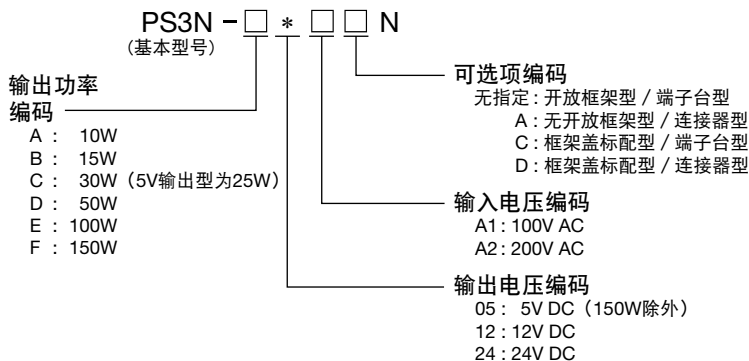 PS3N － □ * □ □ N
(基本型号)
输出功率
编码
A : 10W
B : 15W
C : 30W（5V输出型为25W）
D : 50W
E : 100W
F : 150W
可选项编码
无指定 : 开放框架型 / 端子台型
A : 无开放框架型 / 连接器型
C : 框架盖标配型 / 端子台型
D : 框架盖标配型 / 连接器型
输入电压编码
A1 : 100V AC
A2 : 200V AC
输出电压编码
05 : 5V DC（150W除外）
12 : 12V DC
24 : 24V DC